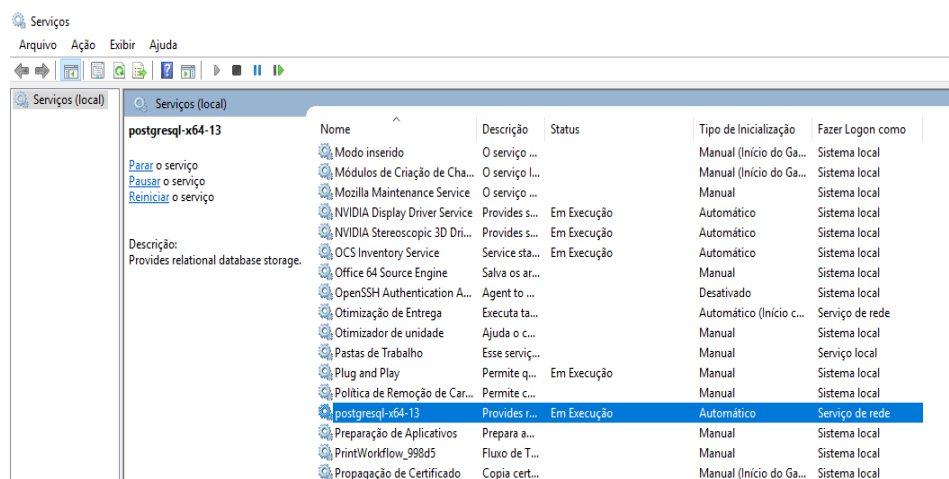 Serviços
Arquivo Ação Exibir Ajuda
Serviços (local)
Serviços (local)
postgresql-x64-13
Parar o serviço
Pausar o serviço
Reiniciar o serviço
Descrição:
Provides relational database storage.
Nome Descrição Status Tipo de Inicialização Fazer Logon como
Modo inserido O serviço ... Manual (Início do Ga... Sistema local
Módulos de Criação de Cha... O serviço I... Manual (Início do Ga... Sistema local
Mozilla Maintenance Service O serviço ... Manual Sistema local
NVIDIA Display Driver Service Provides s... Em Execução Automático Sistema local
NVIDIA Stereoscopic 3D Dri... Provides s... Em Execução Automático Sistema local
OCS Inventory Service Service sta... Em Execução Automático Sistema local
Office 64 Source Engine Salva os ar... Manual Sistema local
OpenSSH Authentication A... Agent to ... Desativado Sistema local
Otimização de Entrega Executa ta... Automático (Início c... Serviço de rede
Otimizador de unidade Ajuda o c... Manual Sistema local
Pastas de Trabalho Esse serviç... Manual Serviço local
Plug and Play Permite q... Em Execução Manual Sistema local
Política de Remoção de Car... Permite c... Manual Sistema local
postgresql-x64-13 Provides r... Em Execução Automático Serviço de rede
Preparação de Aplicativos Prepara a... Manual Sistema local
PrintWorkflow_998d5 Fluxo de T... Manual Sistema local
Propagação de Certificado Copia cert... Manual (Início do Ga... Sistema local